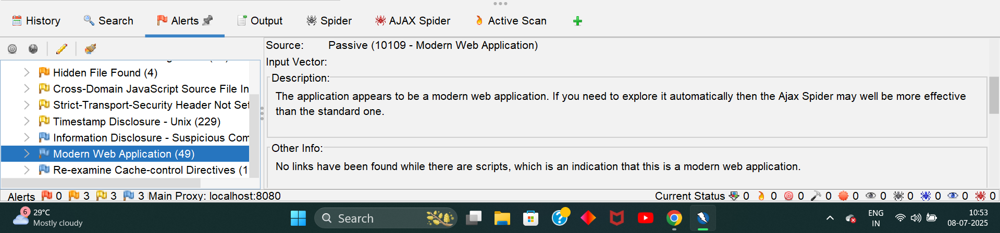 History Search Alerts Output Spider AJAX Spider Active Scan
Source: Passive (10109 - Modern Web Application)
Input Vector:
Description:
The application appears to be a modern web application. If you need to explore it automatically then the Ajax Spider may well be more effective
than the standard one.
Other Info:
No links have been found while there are scripts, which is an indication that this is a modern web application.
Hidden File Found (4)
Cross-Domain JavaScript Source File In
Strict-Transport-Security Header Not Set
Timestamp Disclosure - Unix (229)
Information Disclosure - Suspicious Com
Modern Web Application (49)
Re-examine Cache-control Directives (1
Alerts 0 3 3 3 Main Proxy: localhost:8080
Current Status 0 0 0 0 0 0 0 0 0 0
6
29°C
Mostly cloudy
Search
ENG
IN
10:53
08-07-2025